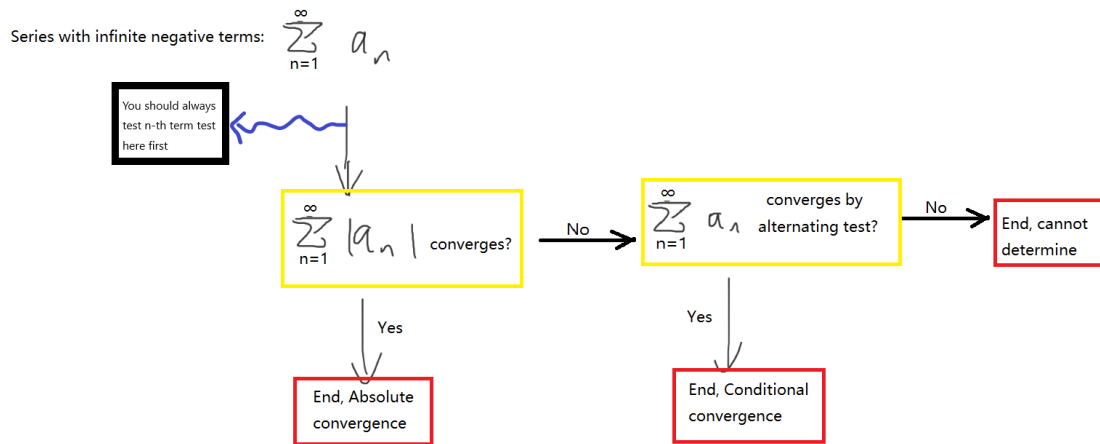 Series with infinite negative terms: ∞ Σ n=1 aₙ
You should always
test n-th term test
here first
∞ Σ n=1 |aₙ| converges?
No
∞ Σ n=1 aₙ converges by
alternating test?
No
End, cannot
determine
Yes
Yes
End, Absolute
convergence
End, Conditional
convergence